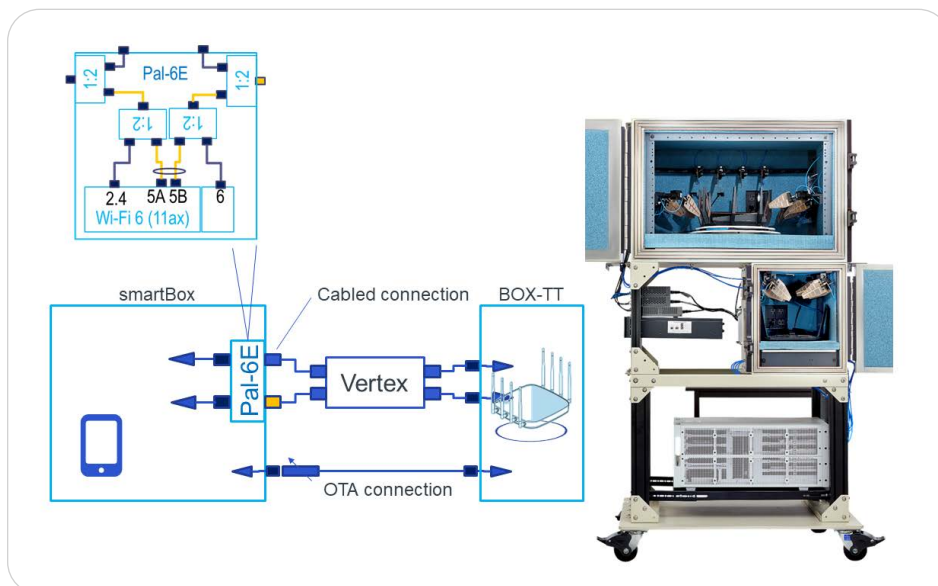 1:2
Pal-6E
1:2
1:2
1:2
2.4
5A
5B
6
Wi-Fi 6 (11ax)
smartBox
Cabled connection
BOX-TT
Pal-6E
Vertex
OTA connection